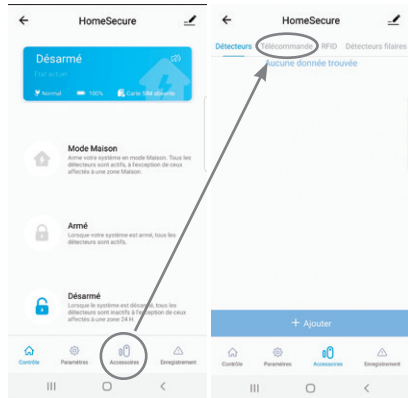 HomeSecure
Désarmé
Etat actuel
Normal 100% Carte SIM absente
Mode Maison
Arme votre système en mode Maison. Tous les
détecteurs sont actifs, à l'exception de ceux
affectés à une zone Maison.
Armé
Lorsque votre système est armé, tous les
détecteurs sont actifs.
Désarmé
Lorsque le système est désarmé, tous les
détecteurs sont inactifs à l'exception de ceux
affectés à une zone 24 H.
Contrôle Paramètres Accessoires Enregistrement
HomeSecure
Détecteurs Télécommande RFID Détecteurs filaires
Aucune donnée trouvée
+ Ajouter
Contrôle Paramètres Accessoires Enregistrement